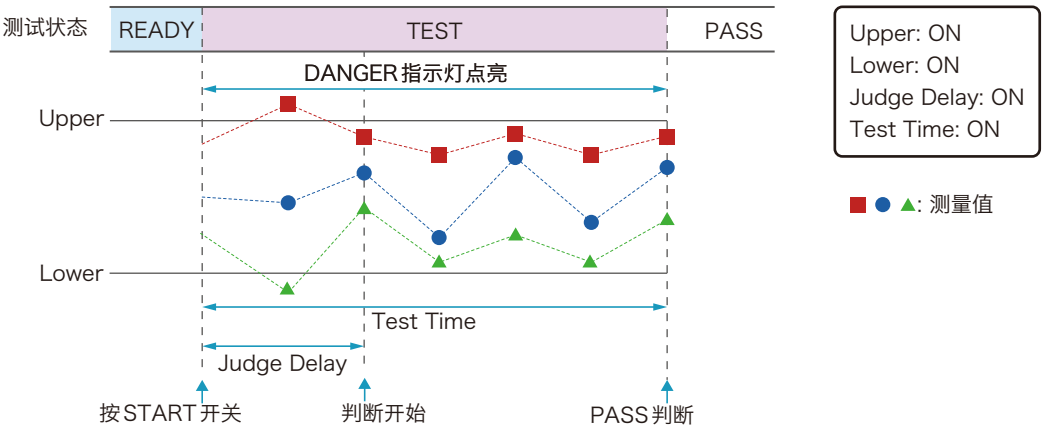 测试状态
READY
TEST
PASS
DANGER指示灯点亮
Upper
Lower
Test Time
Judge Delay
按START开关
判断开始
PASS判断
Upper: ON
Lower: ON
Judge Delay: ON
Test Time: ON
: 测量值